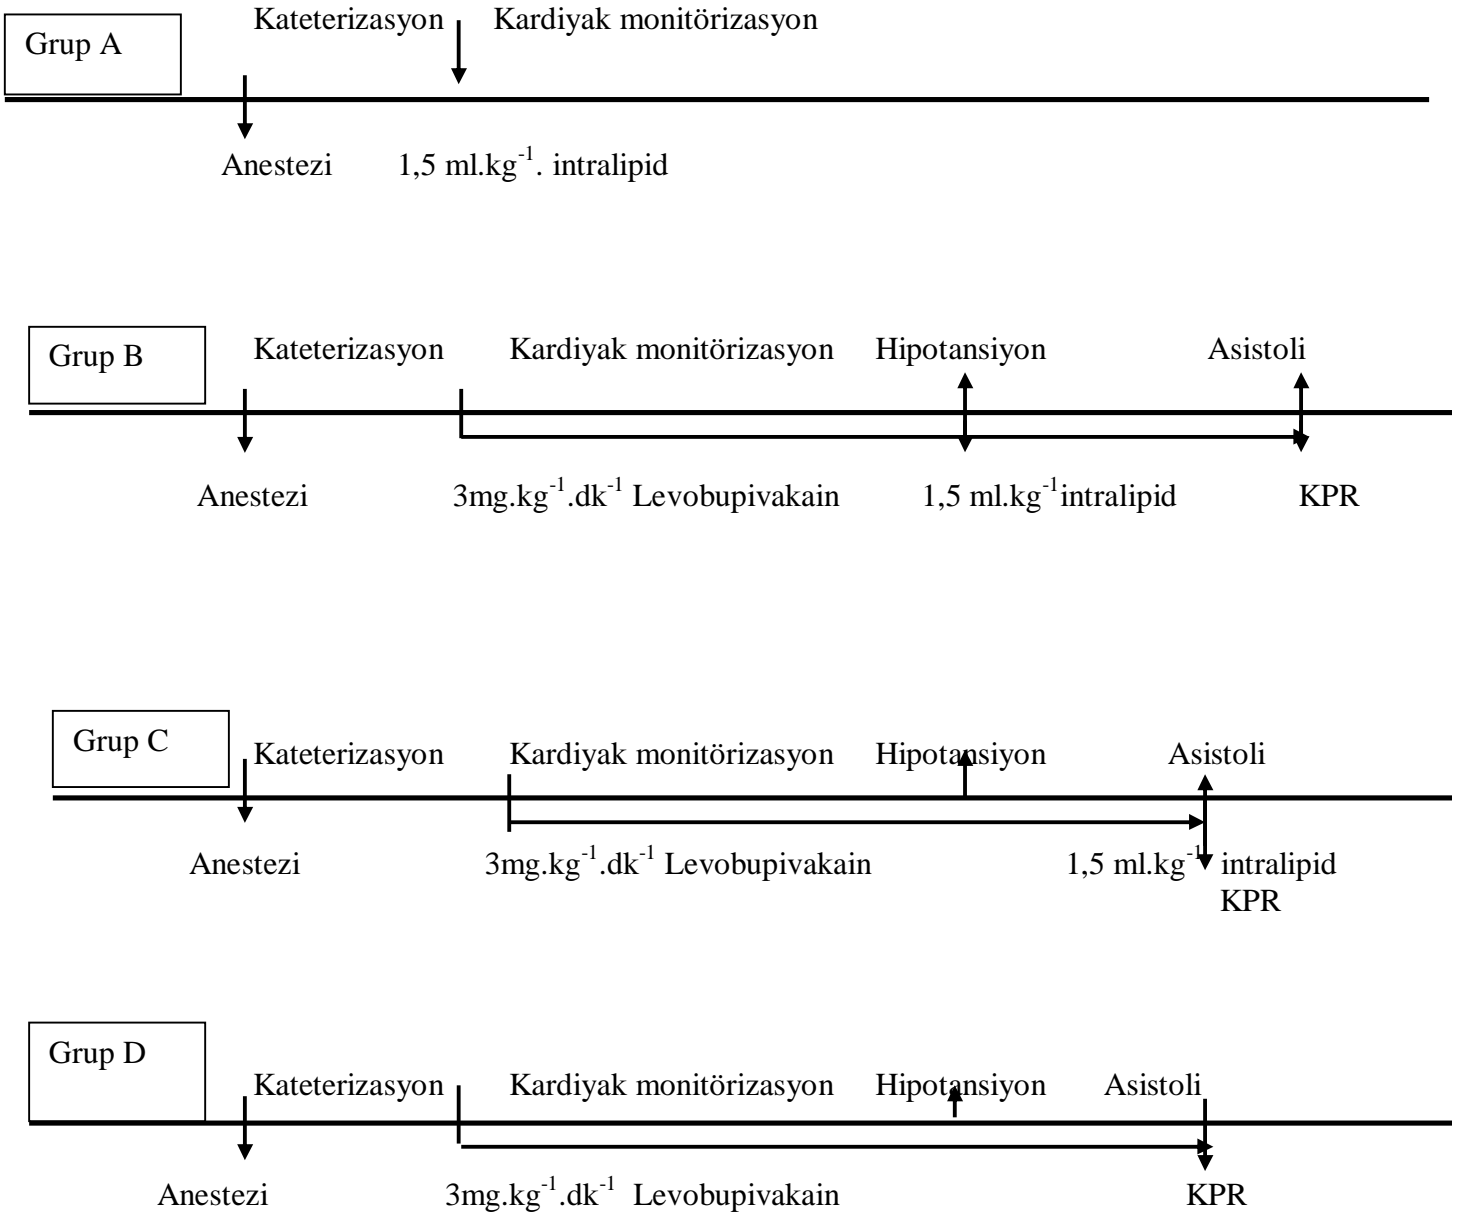 Grup A
Kateterizasyon Kardiyak monitörizasyon
Anestezi 1,5 ml.kg⁻¹. intralipid
Grup B
Kateterizasyon Kardiyak monitörizasyon Hipotansiyon Asistoli
Anestezi 3mg.kg⁻¹.dk⁻¹ Levobupivakain 1,5 ml.kg⁻¹intralipid KPR
Grup C
Kateterizasyon Kardiyak monitörizasyon Hipotansiyon Asistoli
Anestezi 3mg.kg⁻¹.dk⁻¹ Levobupivakain 1,5 ml.kg⁻¹ intralipid
KPR
Grup D
Kateterizasyon Kardiyak monitörizasyon Hipotansiyon Asistoli
Anestezi 3mg.kg⁻¹.dk⁻¹ Levobupivakain KPR